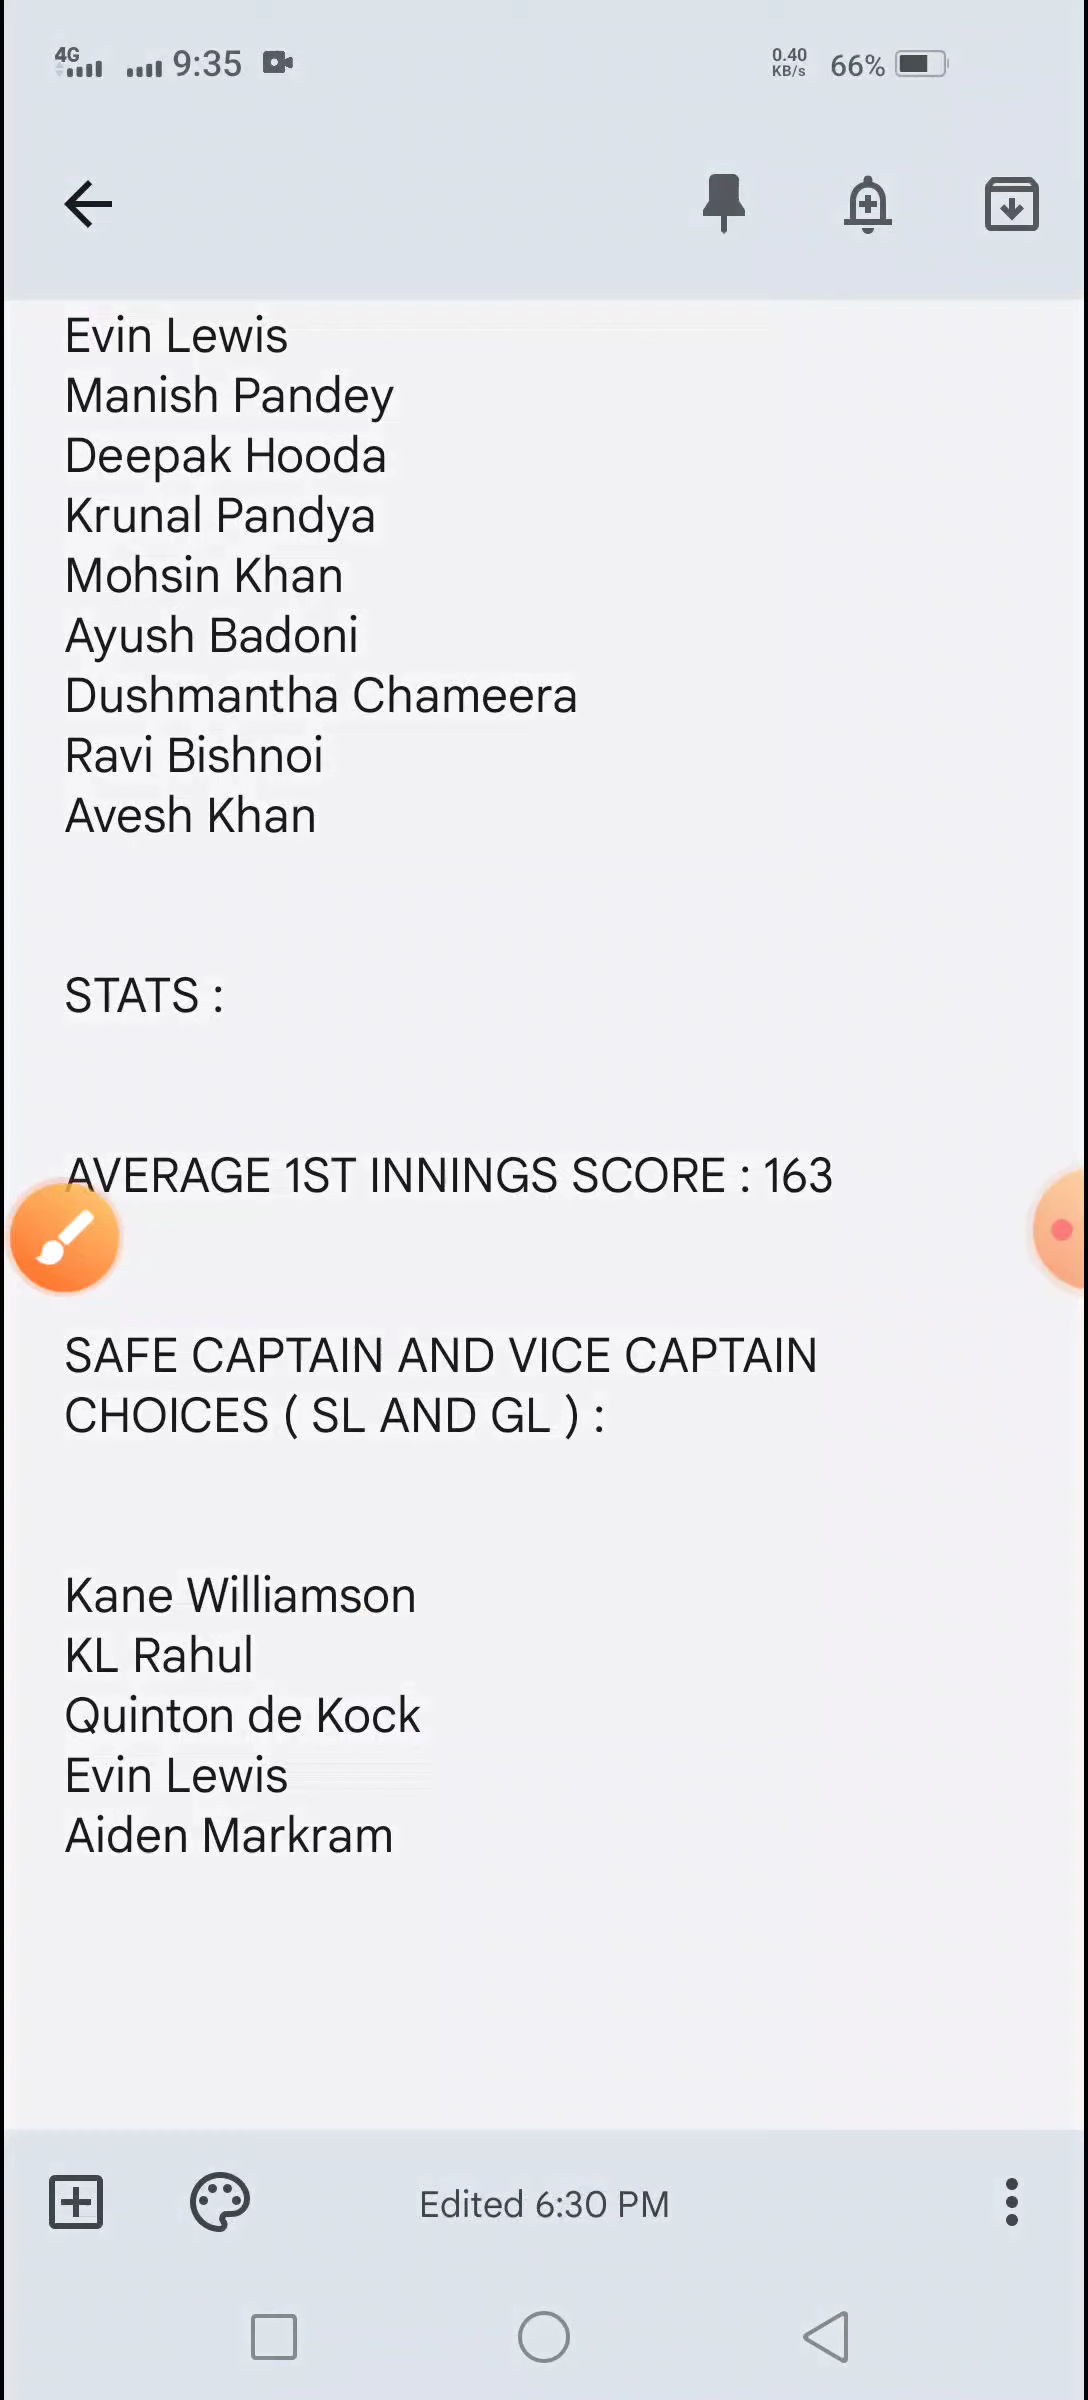 4G 9:35 0.40 KB/s 66%
Evin Lewis
Manish Pandey
Deepak Hooda
Krunal Pandya
Mohsin Khan
Ayush Badoni
Dushmantha Chameera
Ravi Bishnoi
Avesh Khan
STATS :
AVERAGE 1ST INNINGS SCORE : 163
SAFE CAPTAIN AND VICE CAPTAIN
CHOICES ( SL AND GL ) :
Kane Williamson
KL Rahul
Quinton de Kock
Evin Lewis
Aiden Markram
Edited 6:30 PM